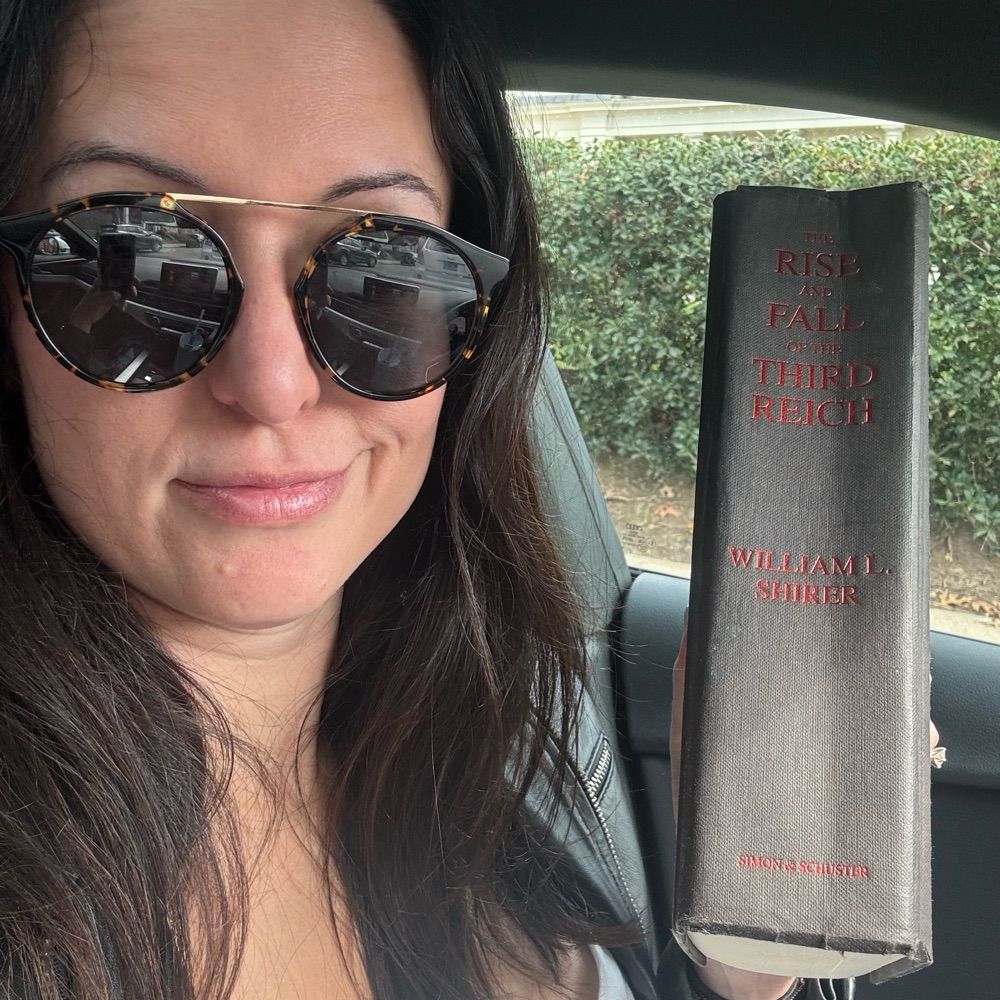 THE
RISE
AND
FALL
OF THE
THIRD
REICH
WILLIAM L.
SHIRER
SIMON & SCHUSTER